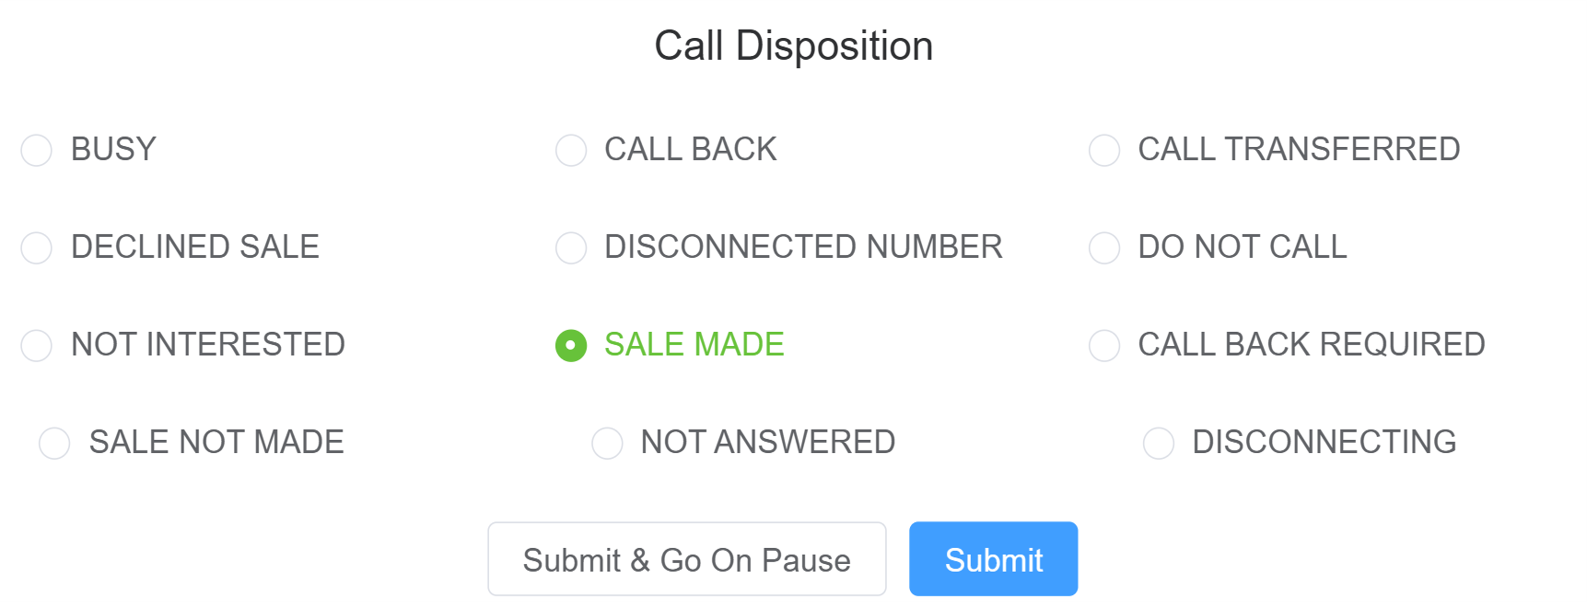 Call Disposition
BUSY CALL BACK CALL TRANSFERRED
DECLINED SALE DISCONNECTED NUMBER DO NOT CALL
NOT INTERESTED SALE MADE CALL BACK REQUIRED
SALE NOT MADE NOT ANSWERED DISCONNECTING
Submit & Go On Pause Submit